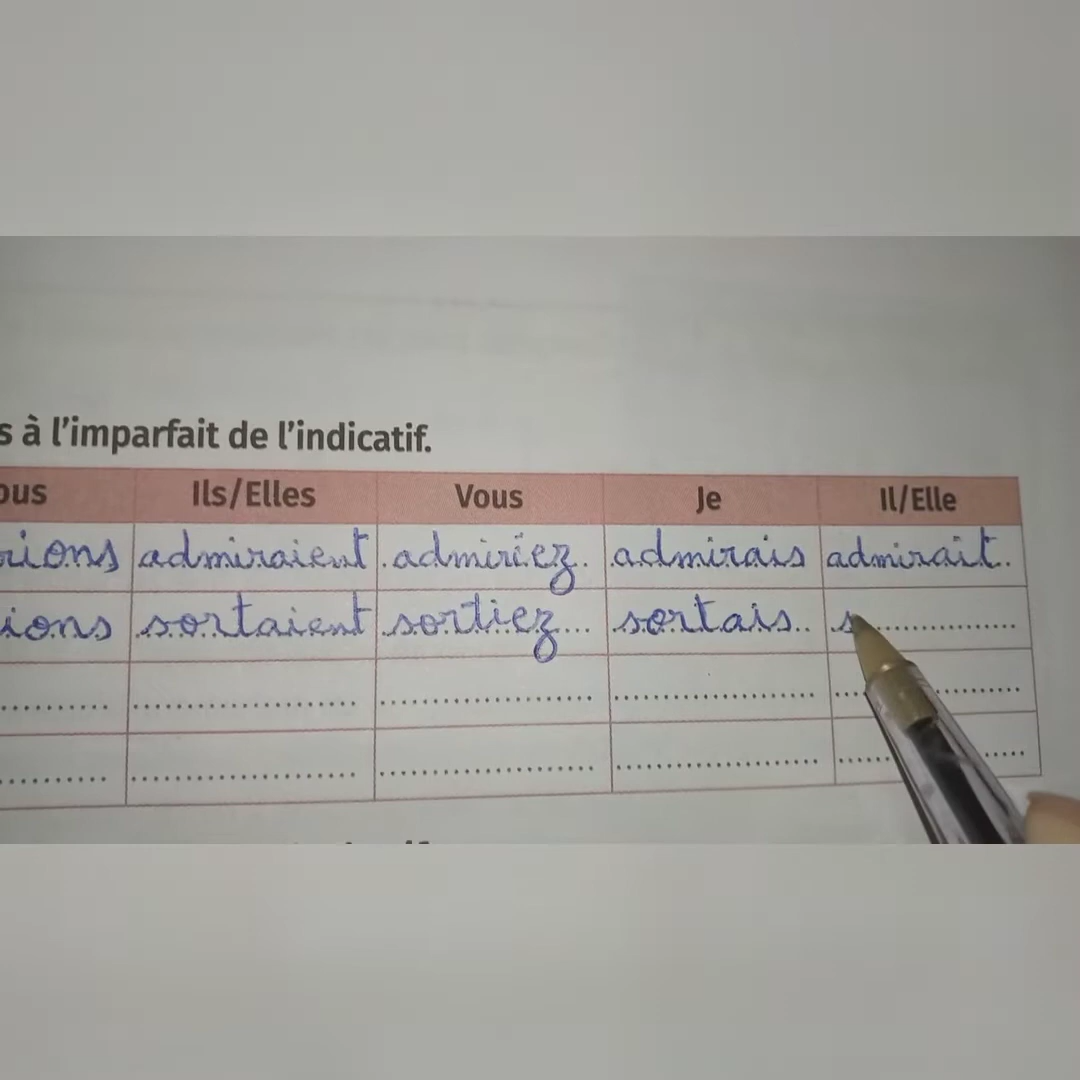 s à l'imparfait de l'indicatif.
ous Ils/Elles Vous Je Il/Elle
rions admiraient admiriez admirais admirait
ions sortaient sortiez sortais s